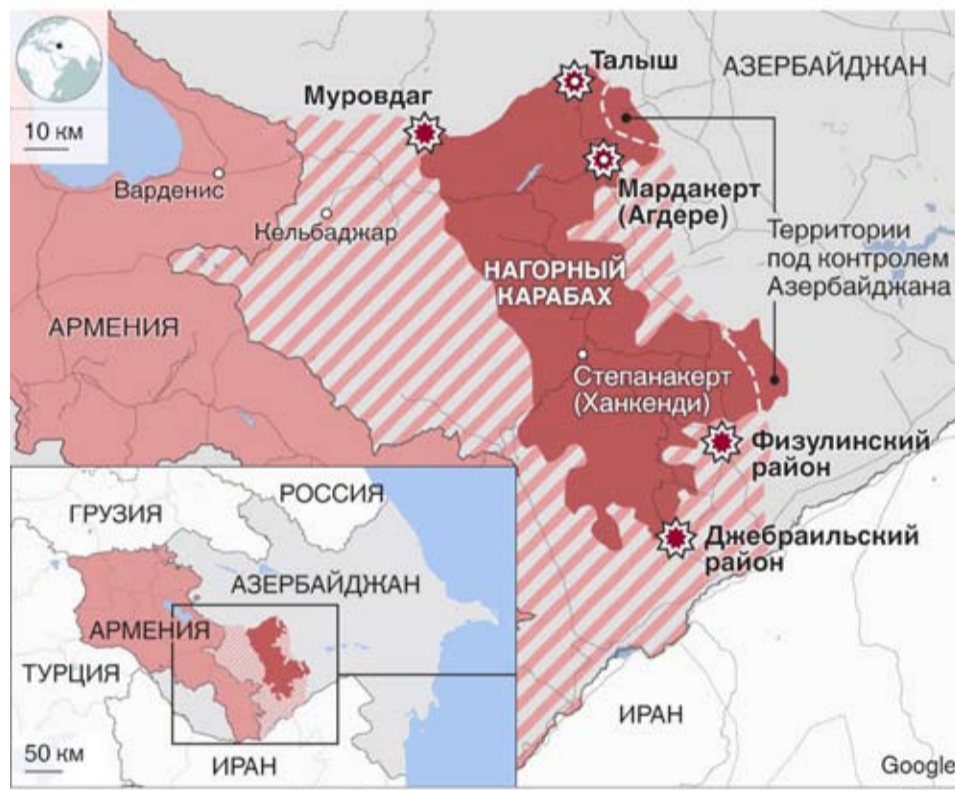 Талыш
АЗЕРБАЙДЖАН
Муровдаг
10 км
Варденис
Мардакерт
(Агдере)
Кельбаджар
Территории
под контролем
Азербайджана
НАГОРНЫЙ
КАРАБАХ
АРМЕНИЯ
Степанакерт
(Ханкенди)
Физулинский
район
Джебраильский
район
РОССИЯ
ГРУЗИЯ
АЗЕРБАЙДЖАН
АРМЕНИЯ
ТУРЦИЯ
50 км
ИРАН
ИРАН
Google